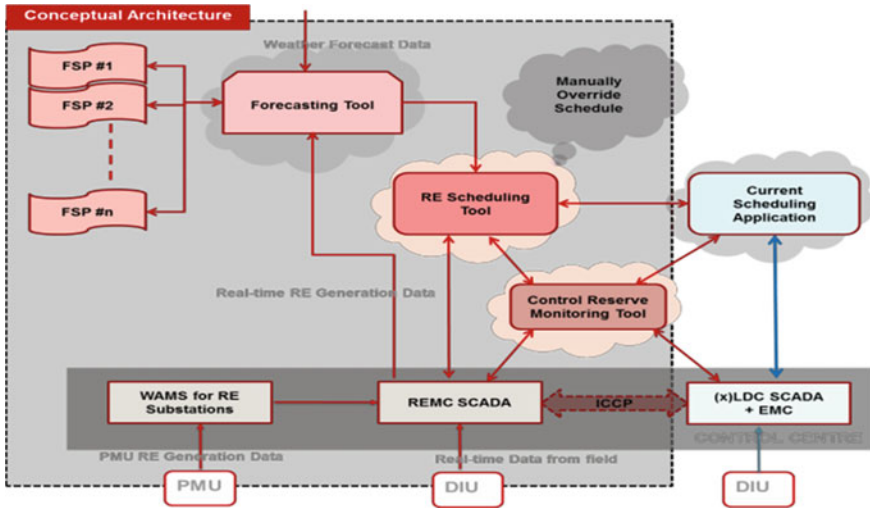 Conceptual Architecture
Weather Forecast Data
FSP #1
FSP #2
FSP #n
Forecasting Tool
Manually
Override
Schedule
RE Scheduling
Tool
Current
Scheduling
Application
Real-time RE Generation Data
Control Reserve
Monitoring Tool
WAMS for RE
Substations
REMC SCADA
ICCP
(x)LDC SCADA
+ EMC
CONTROL CENTRE
PMU RE Generation Data
Real-time Data from field
PMU
DIU
DIU